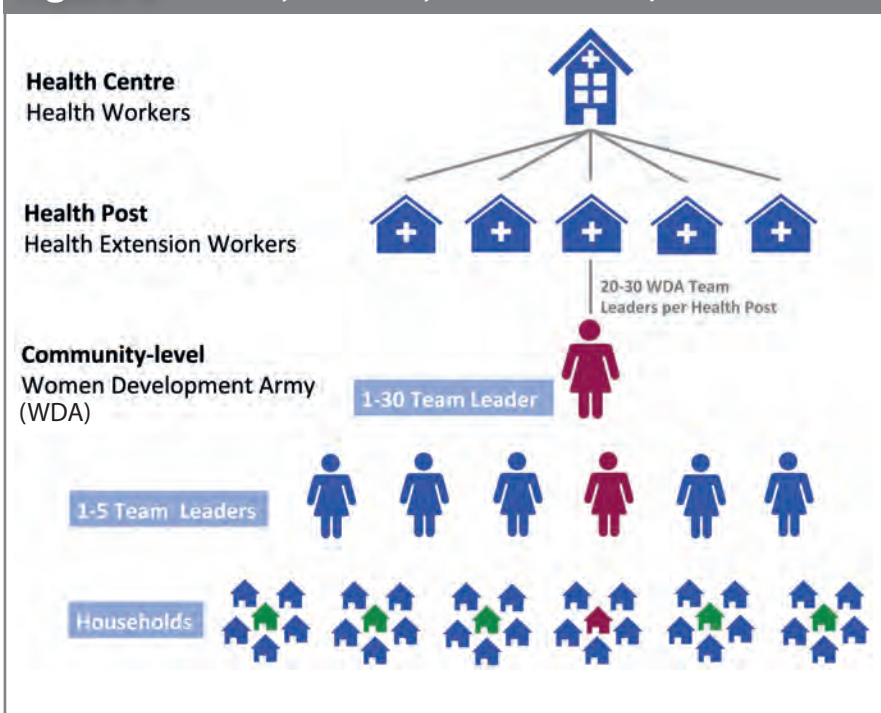 Health Centre
Health Workers
Health Post
Health Extension Workers
20-30 WDA Team
Leaders per Health Post
Community-level
Women Development Army
(WDA)
1-30 Team Leader
1-5 Team Leaders
Households